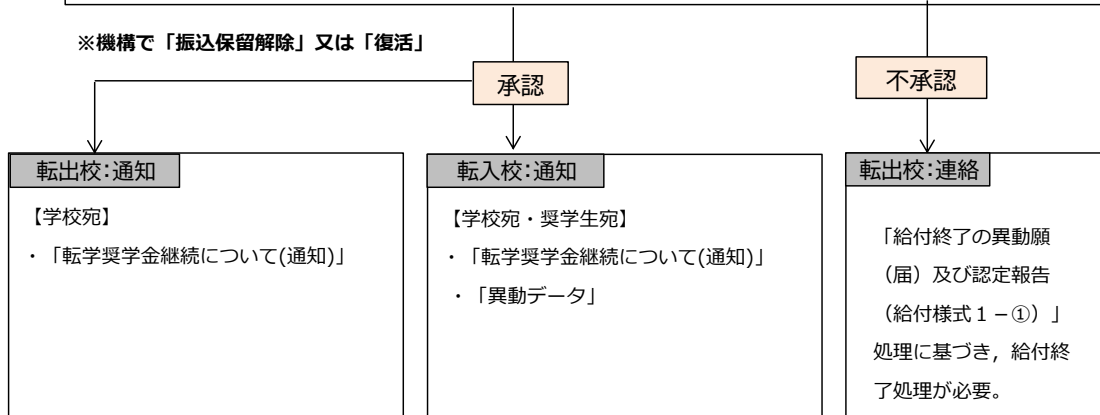 ※機構で「振込保留解除」又は「復活」
承認
不承認
転出校:通知
【学校宛】
・「転学奨学金継続について(通知)」
転入校:通知
【学校宛・奨学生宛】
・「転学奨学金継続について(通知)」
・「異動データ」
転出校:連絡
「給付終了の異動願
（届）及び認定報告
（給付様式１－①）」
処理に基づき，給付終
了処理が必要。